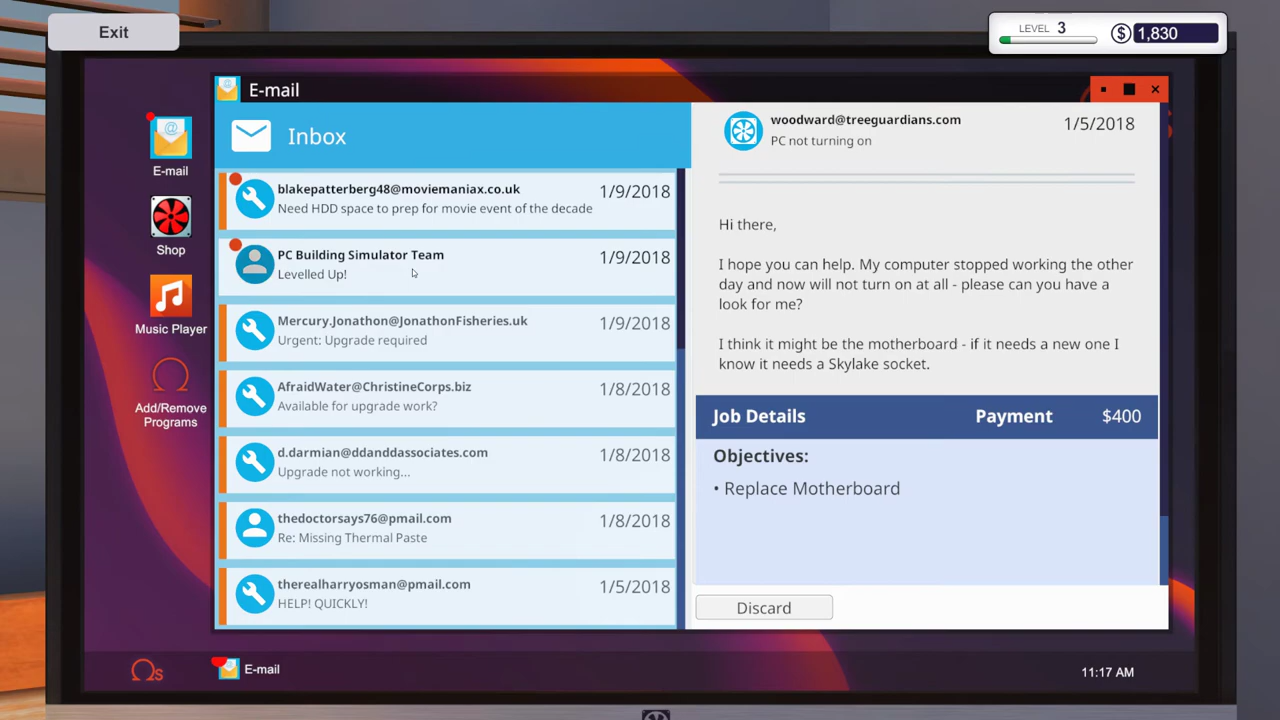 Exit
LEVEL 3
$ 1,830
E-mail
E-mail
Shop
Music Player
Add/Remove
Programs
Inbox
blakepatterberg48@moviemaniax.co.uk 1/9/2018
Need HDD space to prep for movie event of the decade
PC Building Simulator Team 1/9/2018
Levelled Up!
Mercury.Jonathon@JonathonFisheries.uk 1/9/2018
Urgent: Upgrade required
AfraidWater@ChristineCorps.biz 1/8/2018
Available for upgrade work?
d.darmian@ddanddassociates.com 1/8/2018
Upgrade not working...
thedoctorsays76@pmail.com 1/8/2018
Re: Missing Thermal Paste
therealharryosman@pmail.com 1/5/2018
HELP! QUICKLY!
woodward@treeguardians.com 1/5/2018
PC not turning on
Hi there,
I hope you can help. My computer stopped working the other
day and now will not turn on at all - please can you have a
look for me?
I think it might be the motherboard - if it needs a new one I
know it needs a Skylake socket.
Job Details Payment $400
Objectives:
• Replace Motherboard
Discard
Ωs
E-mail
11:17 AM